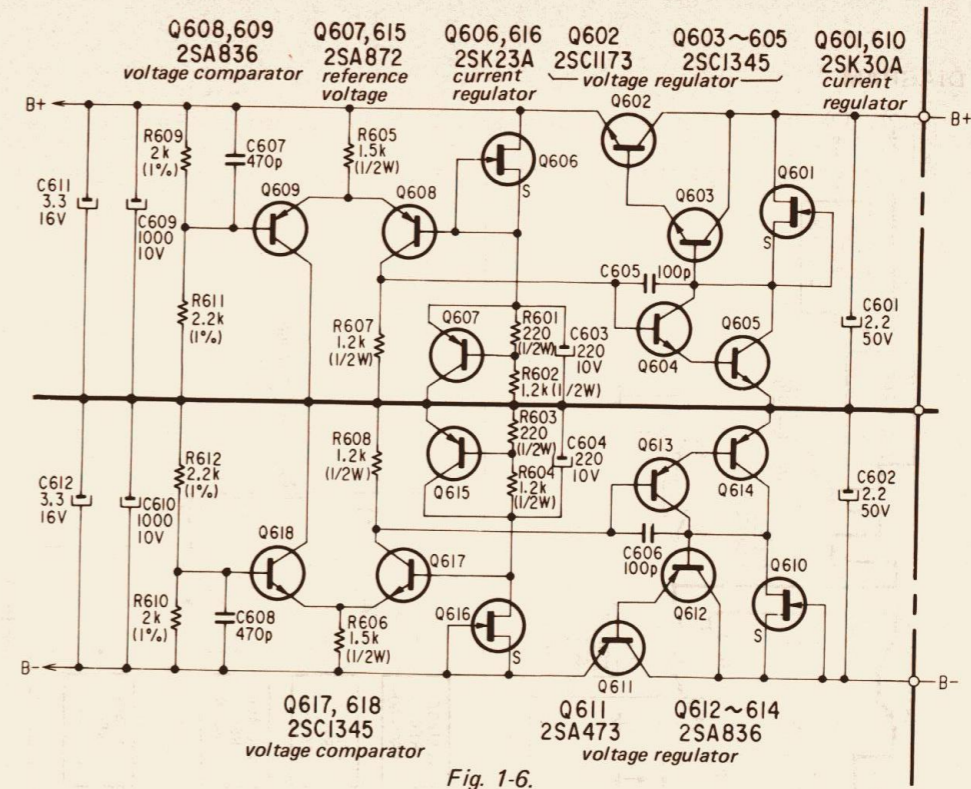 Q608,609
2SA836
voltage comparator
Q607,615
2SA872
reference
voltage
Q606,616
2SK23A
current
regulator
Q602
2SC1173
Q603~605
2SC1345
voltage regulator
Q601,610
2SK30A
current
regulator
B+
B+
R609
2k
(1%)
C607
470p
R605
1.5k
(1/2W)
Q606
S
Q602
Q603
Q601
S
C611
3.3
16V
C609
1000
10V
Q609
Q608
C605
100p
R611
2.2k
(1%)
R607
1.2k
(1/2W)
Q607
R601
220
(1/2W)
C603
220
10V
R602
1.2k(1/2W)
Q604
Q605
C601
2.2
50V
R603
220
(1/2W)
R608
1.2k
(1/2W)
R612
2.2k
(1%)
C604
220
10V
R604
1.2k
(1/2W)
Q615
Q613
Q614
C612
3.3
16V
C610
1000
10V
C602
2.2
50V
Q618
Q617
C606
100p
Q610
S
R610
2k
(1%)
C608
470p
R606
1.5k
(1/2W)
Q616
S
Q612
Q611
B-
B-
Q617, 618
2SC1345
voltage comparator
Q611
2SA473
Q612~614
2SA836
voltage regulator
Fig. 1-6.